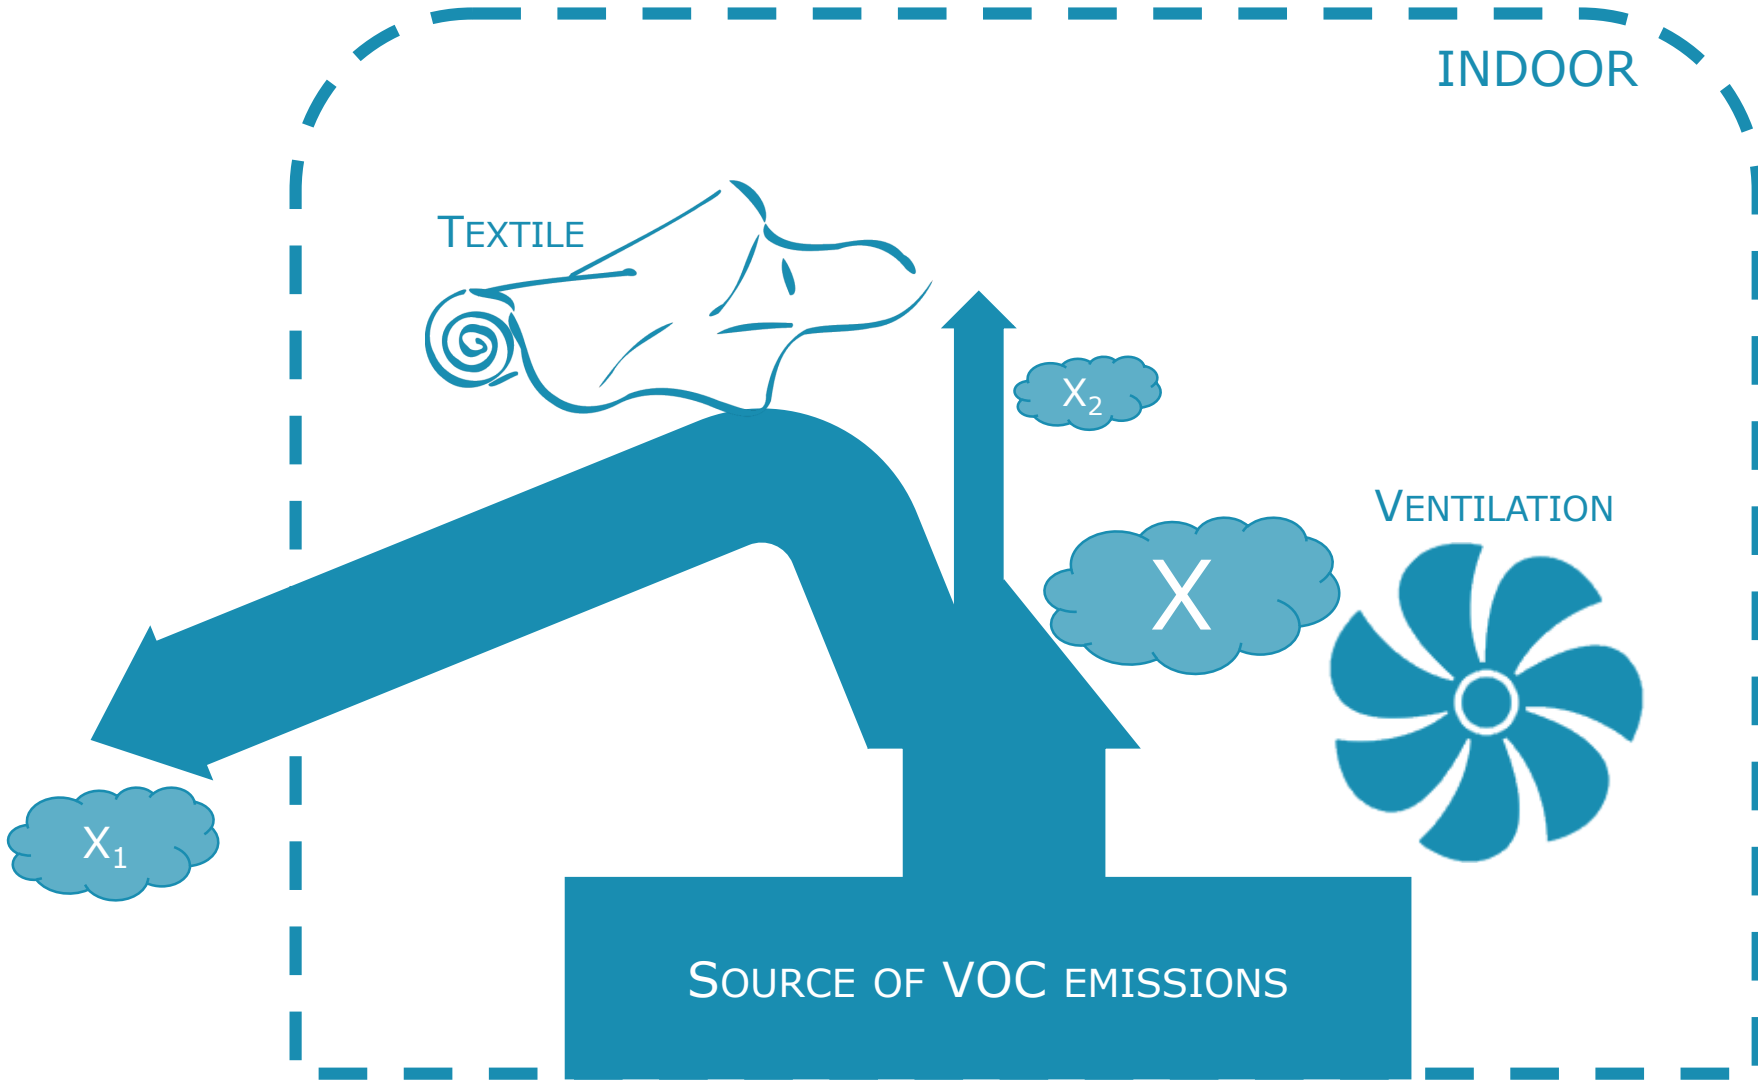 INDOOR
TEXTILE
X₂
VENTILATION
X
X₁
SOURCE OF VOC EMISSIONS